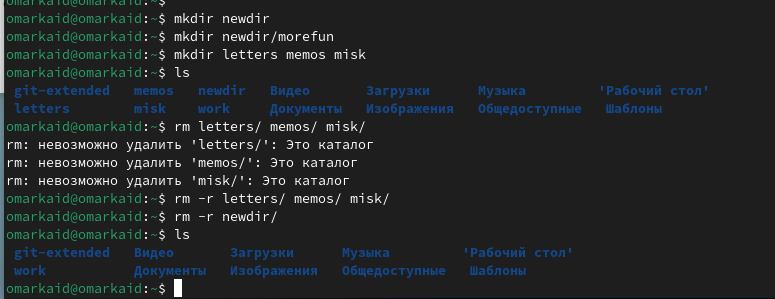 omarkaid@omarkaid:~$
omarkaid@omarkaid:~$ mkdir newdir
omarkaid@omarkaid:~$ mkdir newdir/morefun
omarkaid@omarkaid:~$ mkdir letters memos misk
omarkaid@omarkaid:~$ ls
git-extended memos newdir Видео Загрузки Музыка 'Рабочий стол'
letters misk work Документы Изображения Общедоступные Шаблоны
omarkaid@omarkaid:~$ rm letters/ memos/ misk/
rm: невозможно удалить 'letters/': Это каталог
rm: невозможно удалить 'memos/': Это каталог
rm: невозможно удалить 'misk/': Это каталог
omarkaid@omarkaid:~$ rm -r letters/ memos/ misk/
omarkaid@omarkaid:~$ rm -r newdir/
omarkaid@omarkaid:~$ ls
git-extended Видео Загрузки Музыка 'Рабочий стол'
work Документы Изображения Общедоступные Шаблоны
omarkaid@omarkaid:~$